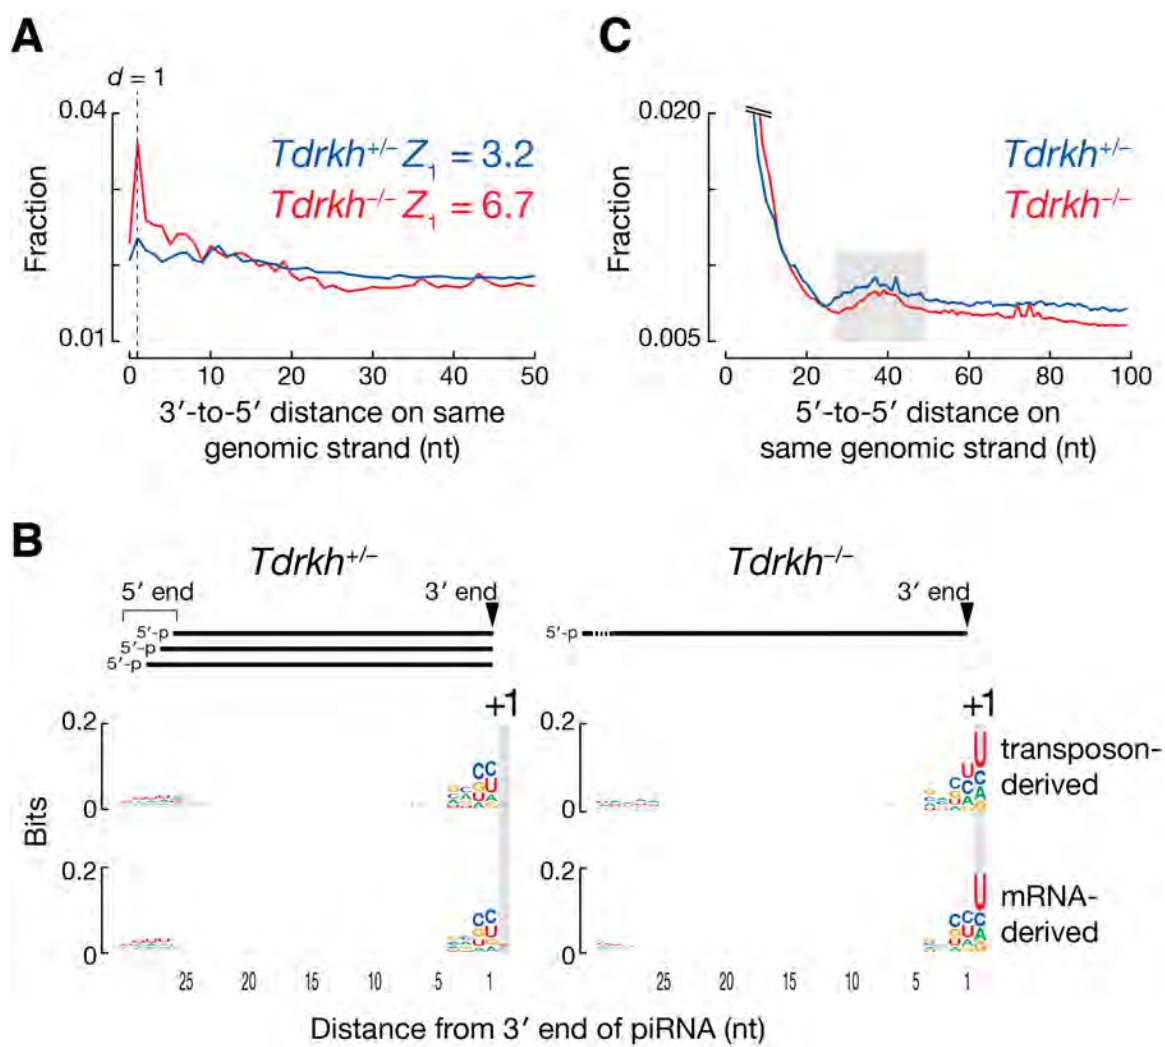 A
d = 1
0.04
0.01
Fraction
Tdrkh+/− Z1 = 3.2
Tdrkh−/− Z1 = 6.7
0 10 20 30 40 50
3′-to-5′ distance on same
genomic strand (nt)
C
0.020
0.005
Fraction
Tdrkh+/−
Tdrkh−/−
0 20 40 60 80 100
5′-to-5′ distance on
same genomic strand (nt)
B
Tdrkh+/−
5′ end 3′ end
5′-p
5′-p
5′-p
Tdrkh−/−
3′ end
5′-p
+1 +1
0.2 0.2
transposon-
derived
0 0
Bits
0.2 0.2
mRNA-
derived
0 0
25 20 15 10 5 1 25 20 15 10 5 1
Distance from 3′ end of piRNA (nt)